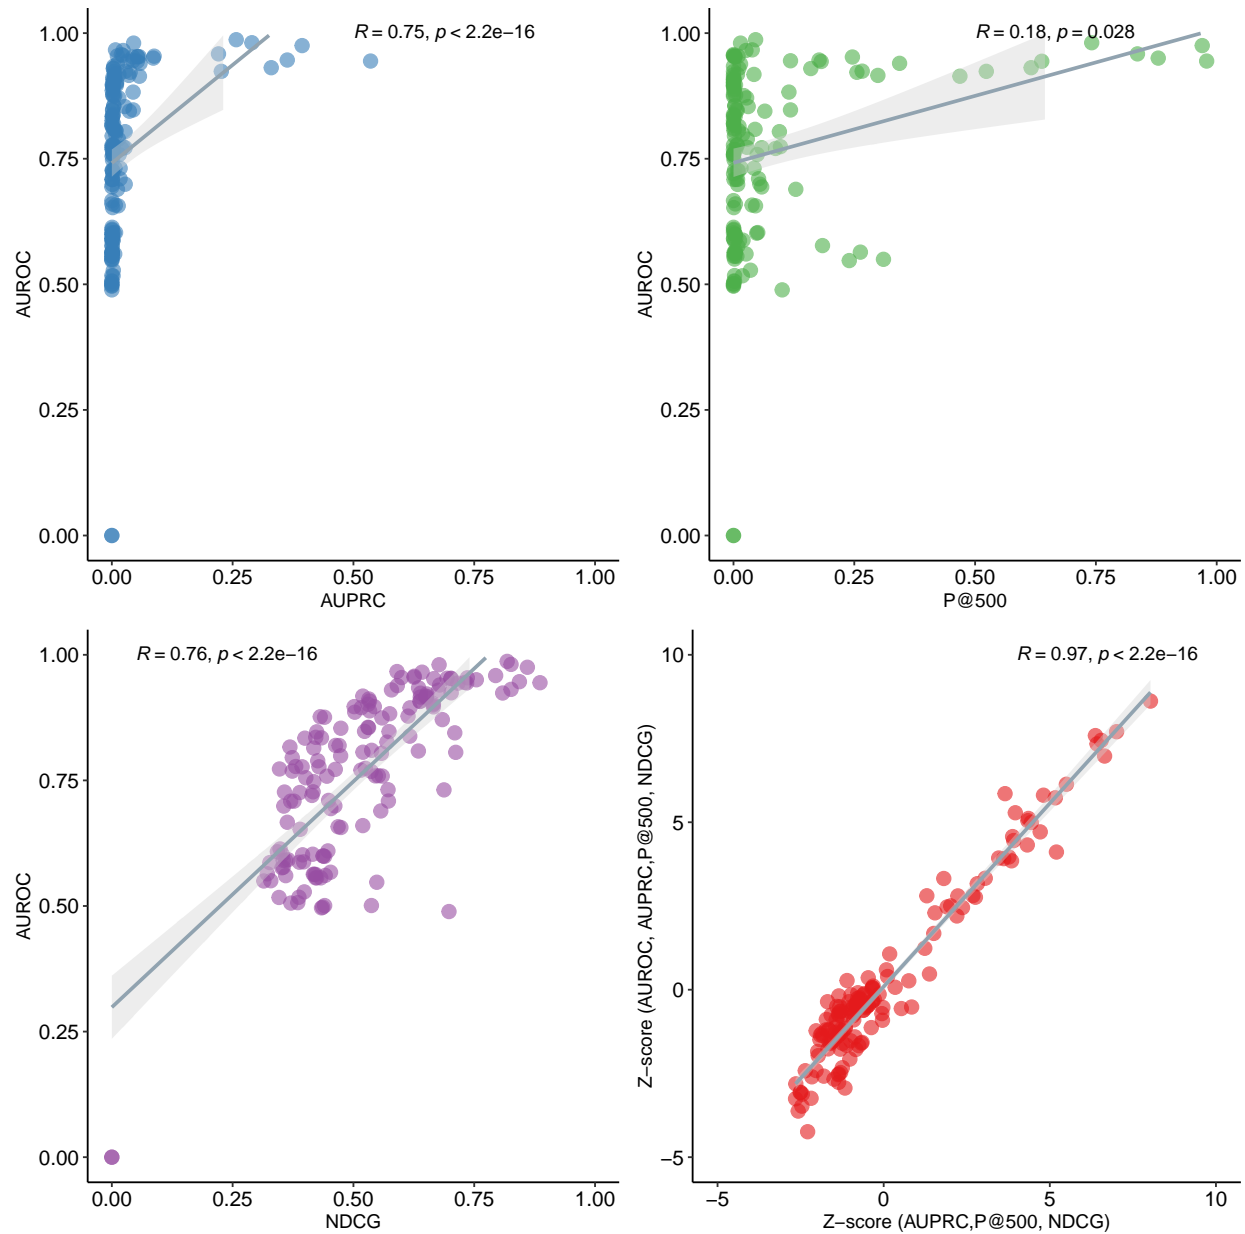 R = 0.75, p < 2.2e−16
1.00
0.75
0.50
0.25
0.00
AUROC
0.00 0.25 0.50 0.75 1.00
AUPRC
R = 0.18, p = 0.028
1.00
0.75
0.50
0.25
0.00
AUROC
0.00 0.25 0.50 0.75 1.00
P@500
R = 0.76, p < 2.2e−16
1.00
0.75
0.50
0.25
0.00
AUROC
0.00 0.25 0.50 0.75 1.00
NDCG
R = 0.97, p < 2.2e−16
10
5
0
−5
Z−score (AUROC, AUPRC,P@500, NDCG)
−5 0 5 10
Z−score (AUPRC,P@500, NDCG)